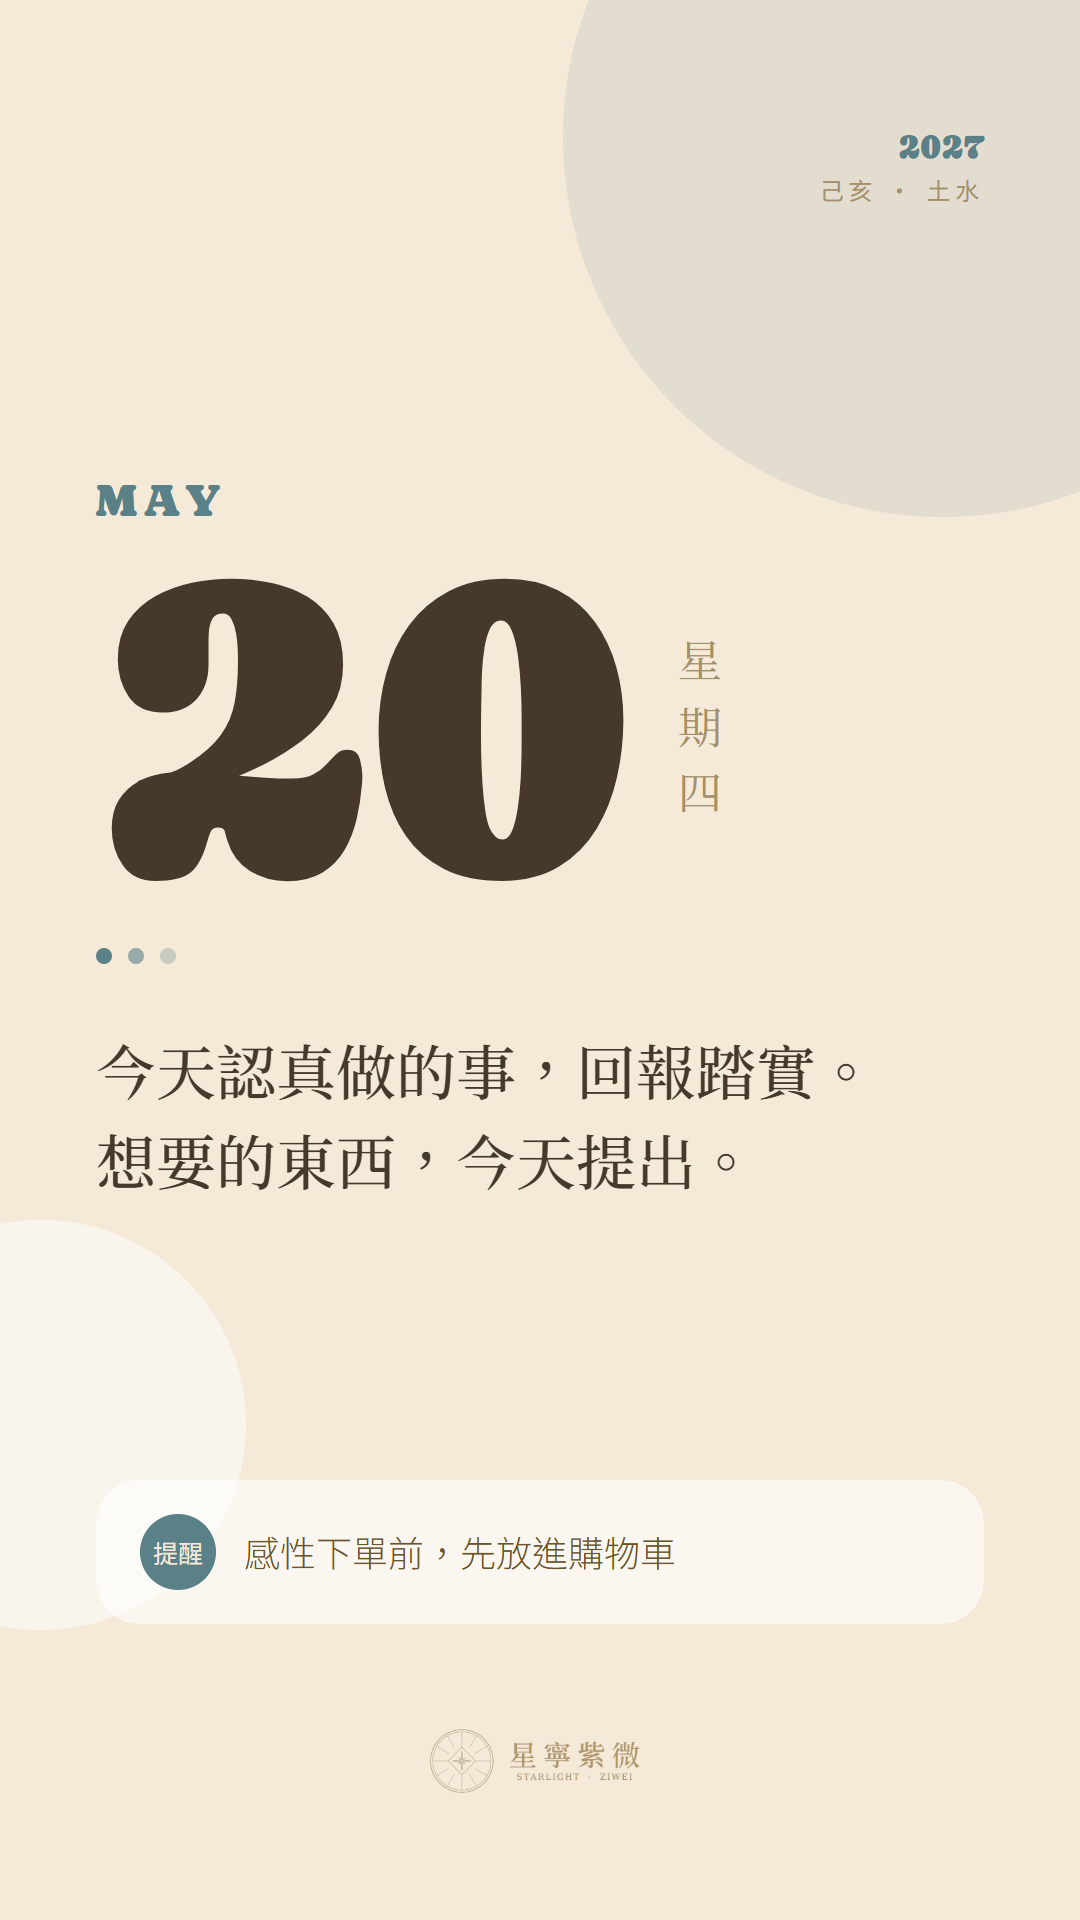 2027
己亥 · 土水
MAY
20
星期四
今天認真做的事，回報踏實。
想要的東西，今天提出。
提醒
感性下單前，先放進購物車
星寧紫微
STARLIGHT · ZIWEI